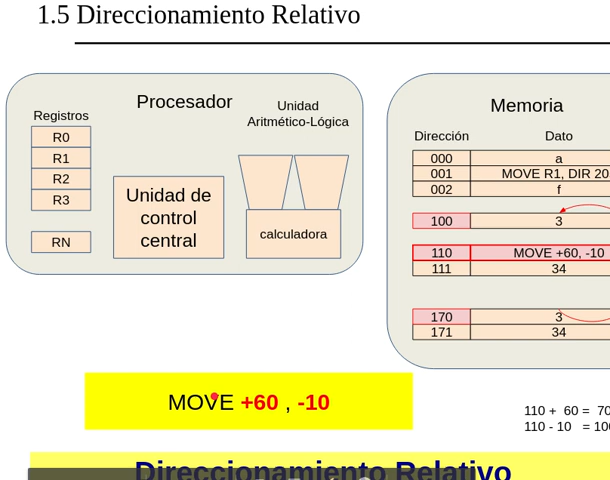 1.5 Direccionamiento Relativo
Procesador
Registros
R0
R1
R2
R3
RN
Unidad de
control
central
Unidad
Aritmético-Lógica
calculadora
Memoria
Dirección Dato
000 a
001 MOVE R1, DIR 20
002 f
100 3
110 MOVE +60, -10
111 34
170 3
171 34
MOVE +60 , -10
110 + 60 = 70
110 - 10 = 100
Direccionamiento Relativo